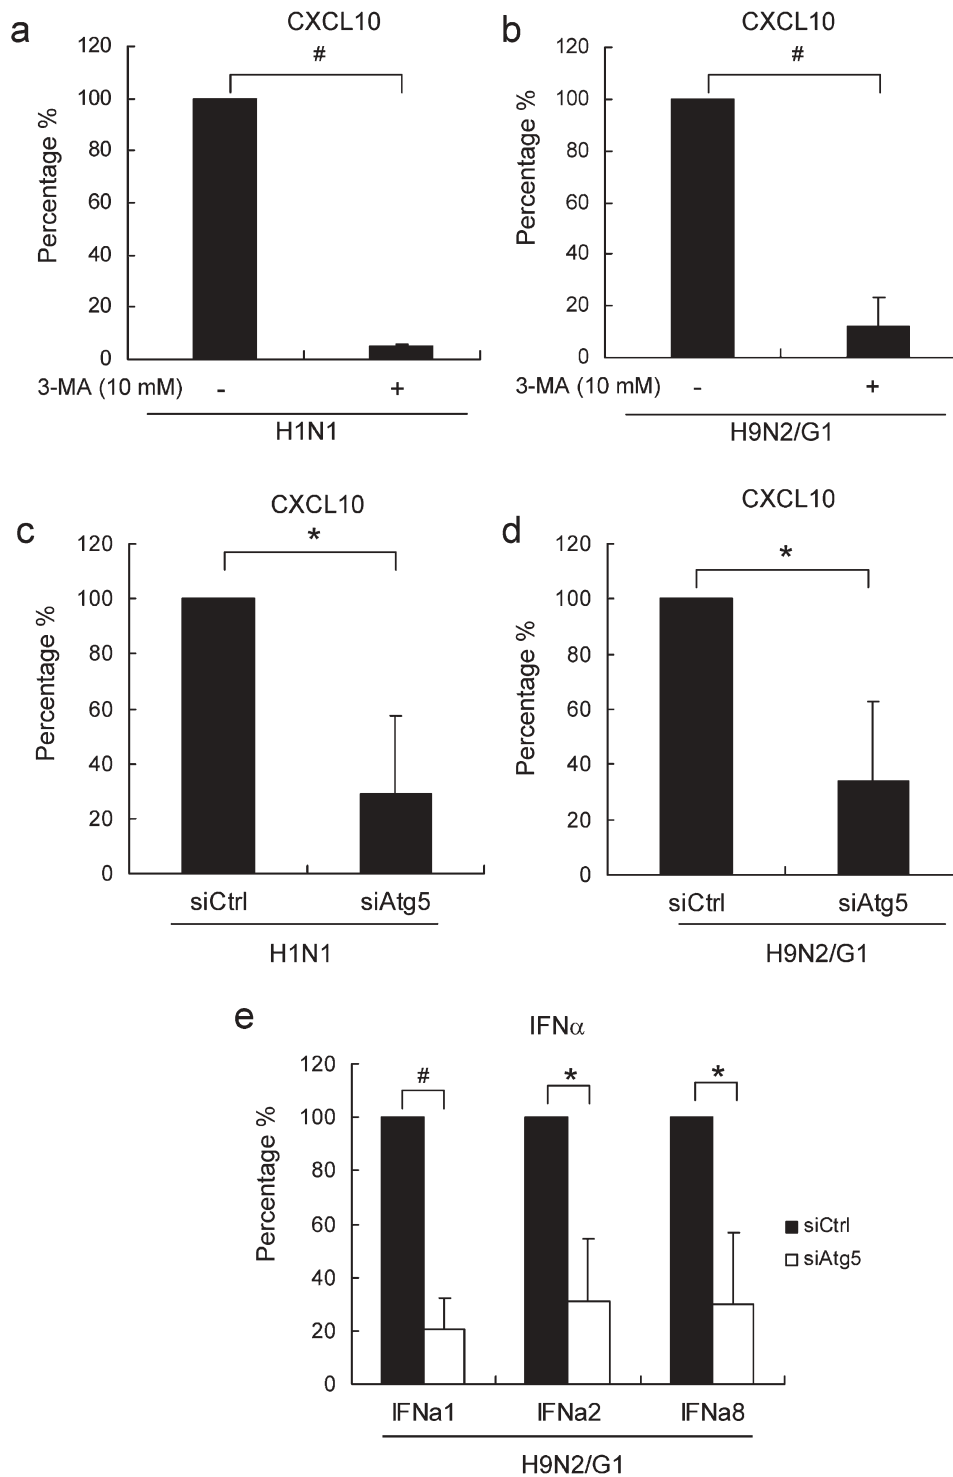 a
CXCL10
#
Percentage %
120
100
80
60
40
20
0
3-MA (10 mM) - +
H1N1
b
CXCL10
#
Percentage %
120
100
80
60
40
20
0
3-MA (10 mM) - +
H9N2/G1
c
CXCL10
*
Percentage %
120
100
80
60
40
20
0
siCtrl siAtg5
H1N1
d
CXCL10
*
Percentage %
120
100
80
60
40
20
0
siCtrl siAtg5
H9N2/G1
e
IFNα
# * *
Percentage %
120
100
80
60
40
20
0
siCtrl
siAtg5
IFNa1 IFNa2 IFNa8
H9N2/G1